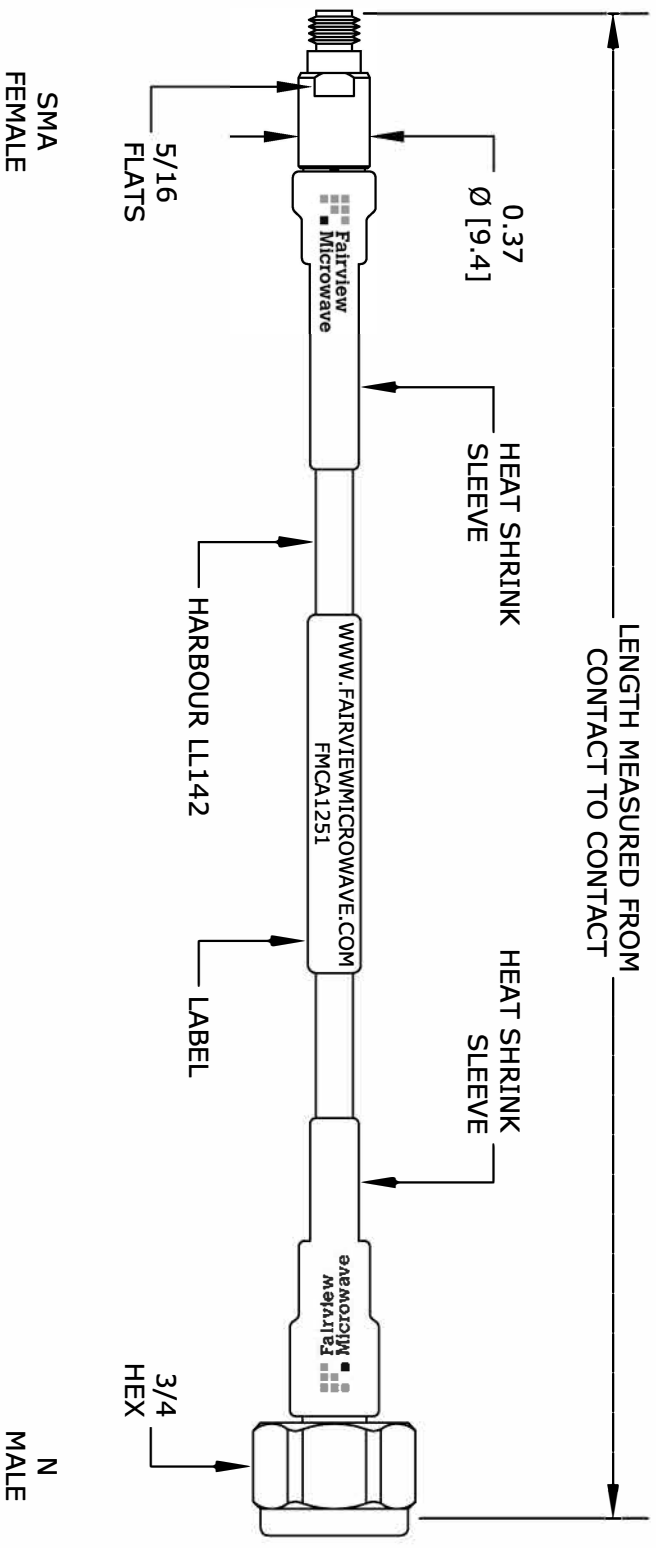 LENGTH MEASURED FROM
CONTACT TO CONTACT
0.37
Ø [9.4]
HEAT SHRINK
SLEEVE
HEAT SHRINK
SLEEVE
Fairview
Microwave
WWW.FAIRVIEWMICROWAVE.COM
FMCA1251
Fairview
Microwave
5/16
FLATS
HARBOUR LL142
LABEL
3/4
HEX
SMA
FEMALE
N
MALE